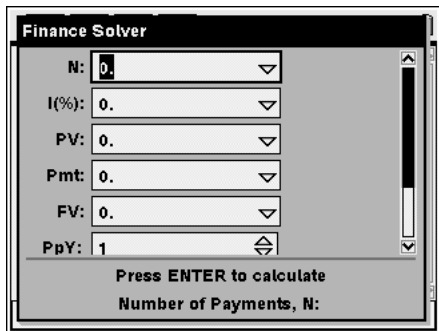 Finance Solver
N: 0.
I(%): 0.
PV: 0.
Pmt: 0.
FV: 0.
PpY: 1
Press ENTER to calculate
Number of Payments, N: